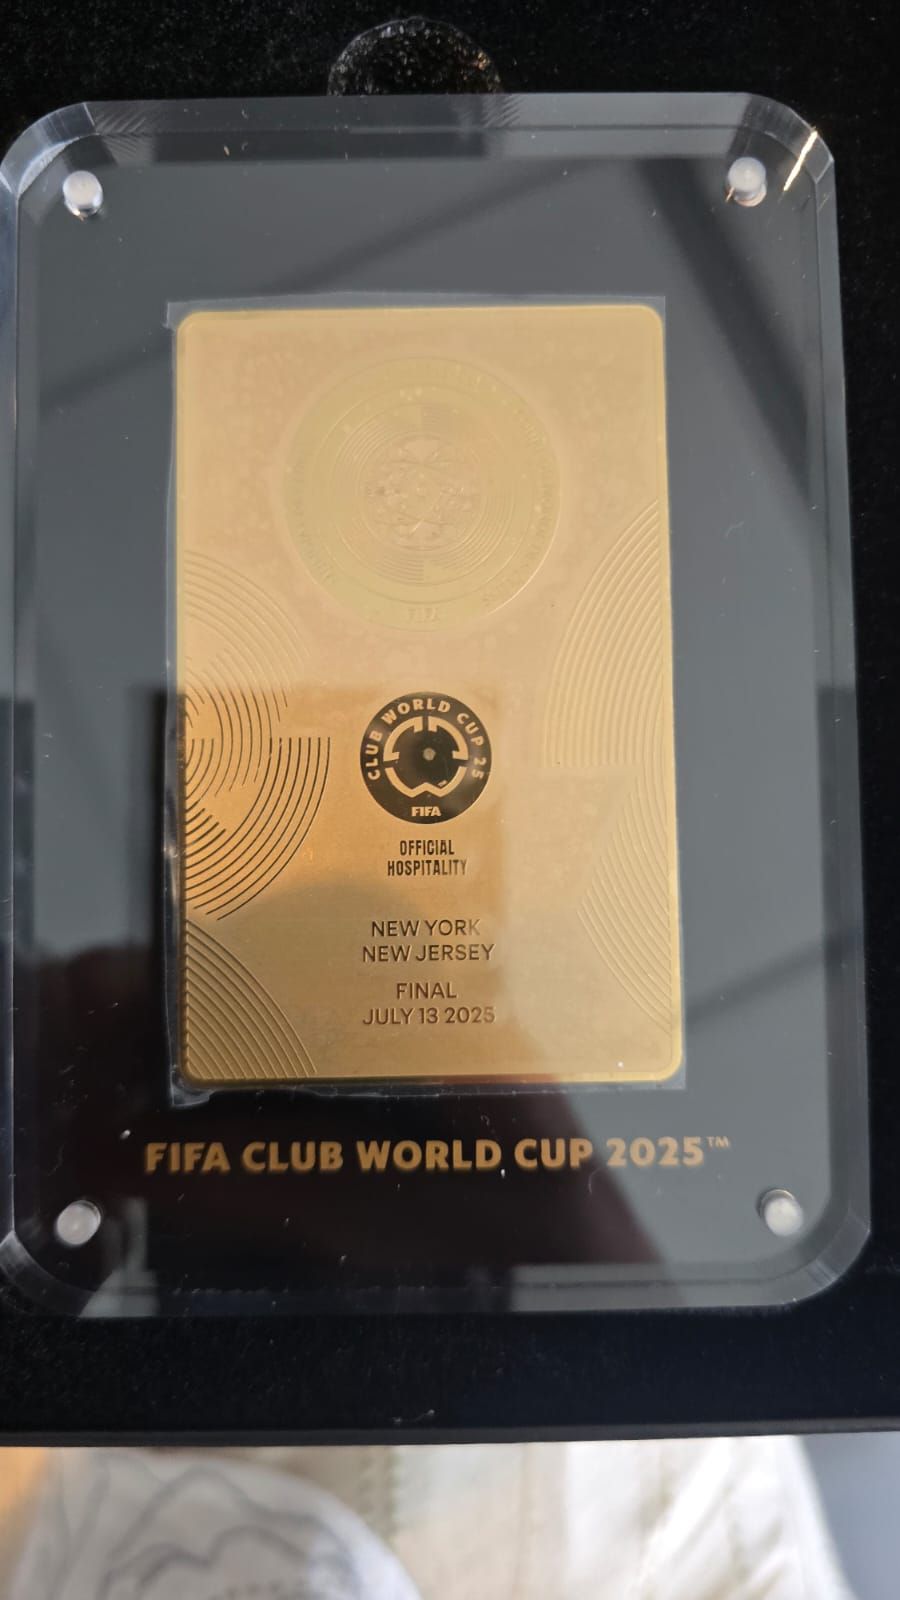 FIFA
CLUB WORLD CUP 25
FIFA
OFFICIAL
HOSPITALITY
NEW YORK
NEW JERSEY
FINAL
JULY 13 2025
FIFA CLUB WORLD CUP 2025™